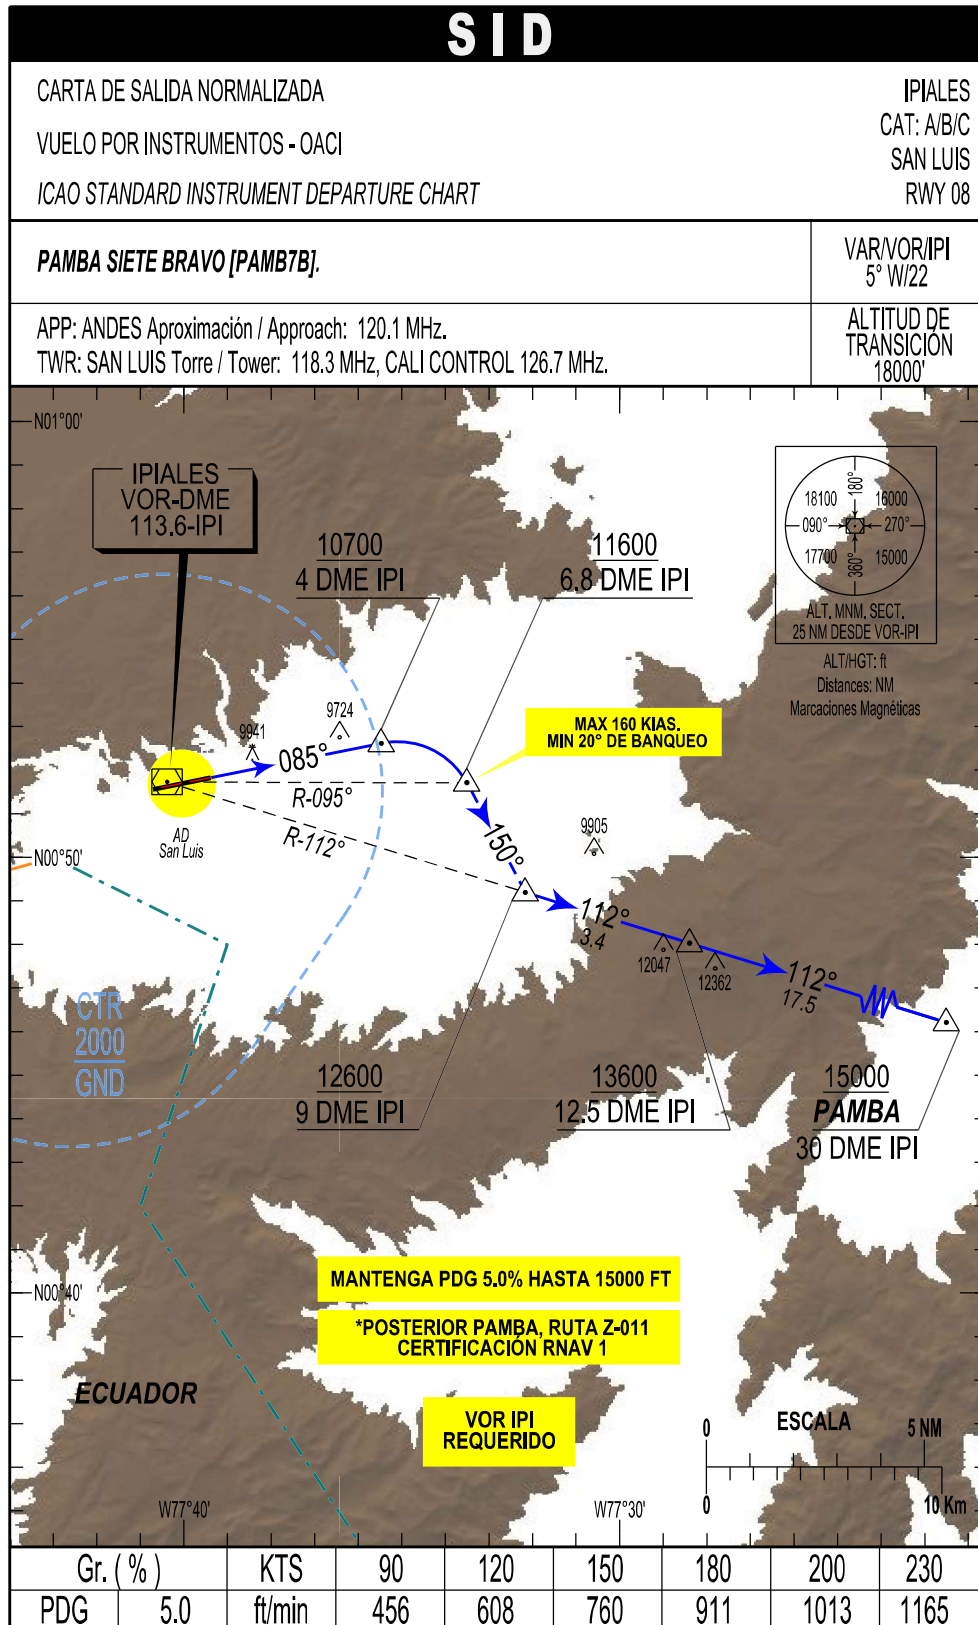 SID
CARTA DE SALIDA NORMALIZADA
VUELO POR INSTRUMENTOS - OACI
ICAO STANDARD INSTRUMENT DEPARTURE CHART
IPIALES
CAT: A/B/C
SAN LUIS
RWY 08
PAMBA SIETE BRAVO [PAMB7B].
VAR/VOR/IPI
5° W/22
APP: ANDES Aproximación / Approach: 120.1 MHz.
TWR: SAN LUIS Torre / Tower: 118.3 MHz, CALI CONTROL 126.7 MHz.
ALTITUD DE
TRANSICIÓN
18000'
N01°00'
IPIALES
VOR-DME
113.6-IPI
10700
4 DME IPI
11600
6.8 DME IPI
180°
18100
16000
090°
270°
17700
15000
360°
ALT. MNM. SECT.
25 NM DESDE VOR-IPI
ALT/HGT: ft
Distances: NM
Marcaciones Magnéticas
9724
9941
MAX 160 KIAS.
MIN 20° DE BANQUEO
085°
R-095°
AD
San Luis
R-112°
150°
9905
N00°50'
112°
3.4
12047
12362
112°
17.5
CTR
2000
GND
12600
9 DME IPI
13600
12.5 DME IPI
15000
PAMBA
30 DME IPI
MANTENGA PDG 5.0% HASTA 15000 FT
N00°40'
*POSTERIOR PAMBA, RUTA Z-011
CERTIFICACIÓN RNAV 1
ECUADOR
VOR IPI
REQUERIDO
0 ESCALA 5 NM
0 10 Km
W77°40'
W77°30'
Gr. ( % ) KTS 90 120 150 180 200 230
PDG 5.0 ft/min 456 608 760 911 1013 1165